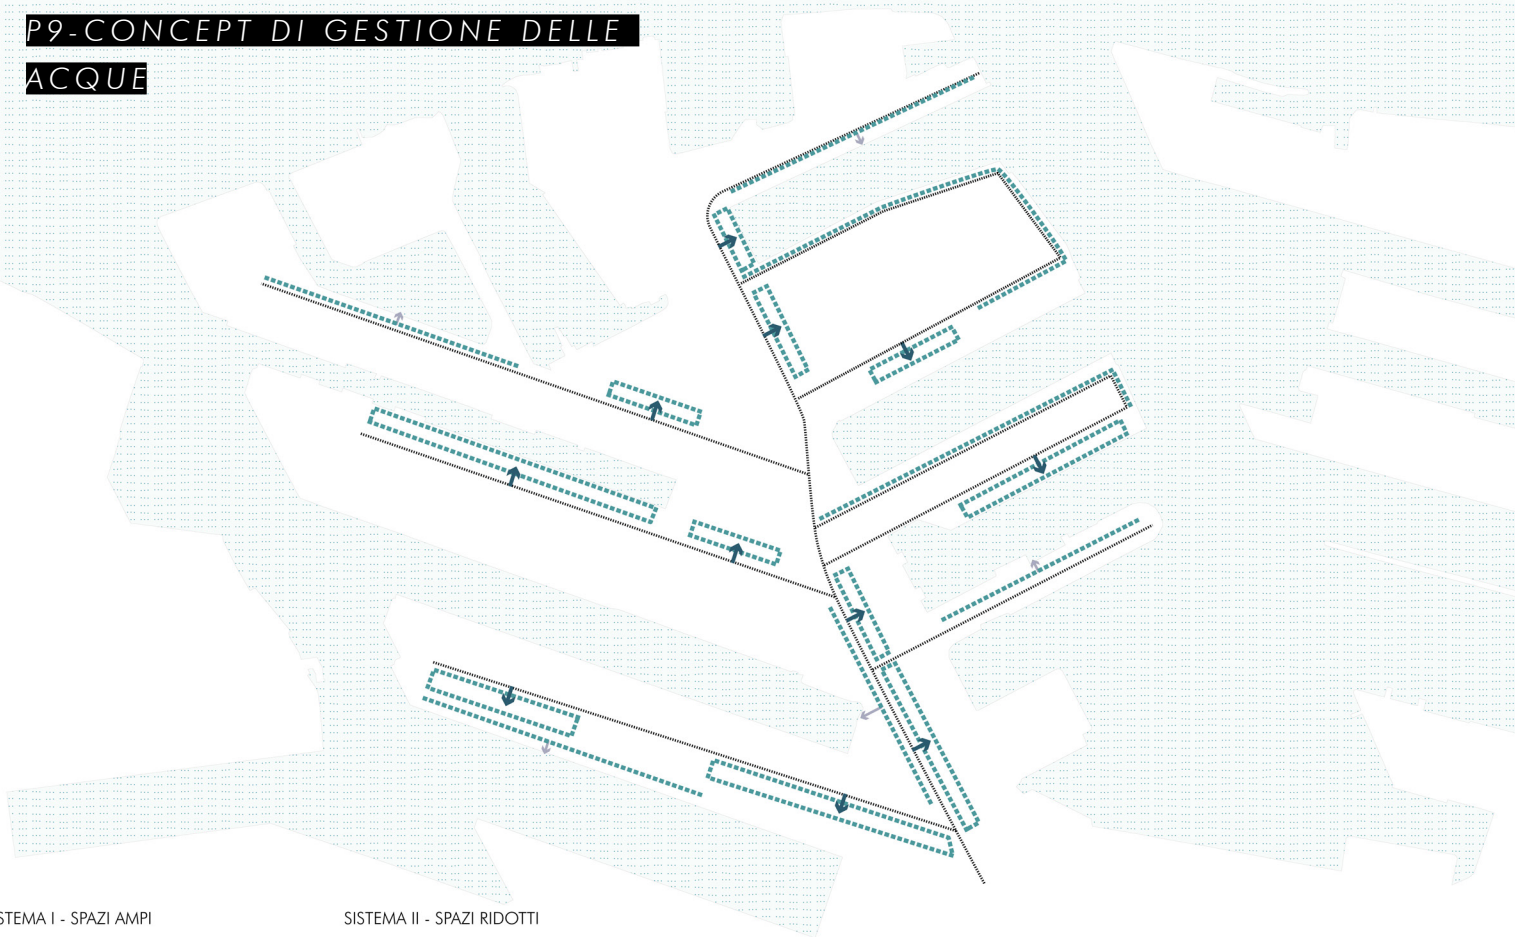 P9-CONCEPT DI GESTIONE DELLE
ACQUE
STEMA I - SPAZI AMPI
SISTEMA II - SPAZI RIDOTTI